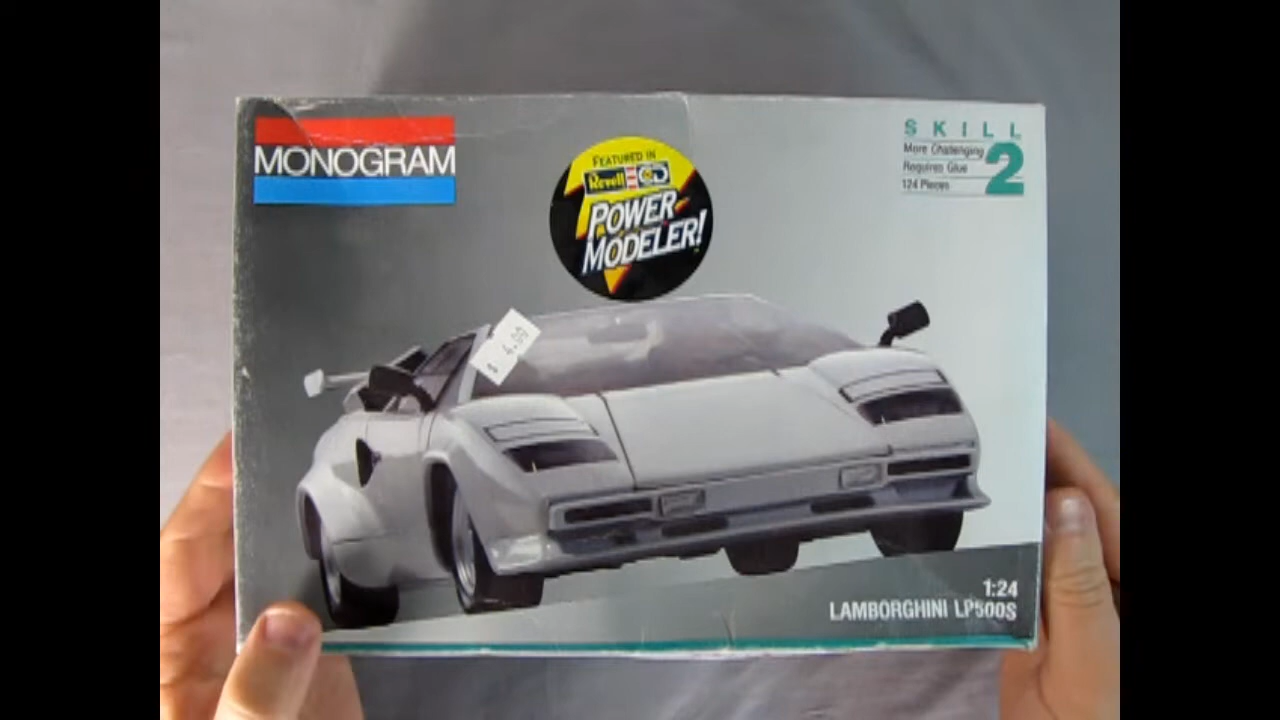 MONOGRAM
FEATURED IN
Revell
POWER
MODELER!
SKILL
More Challenging
Requires Glue
124 Pieces
2
1:24
LAMBORGHINI LP500S